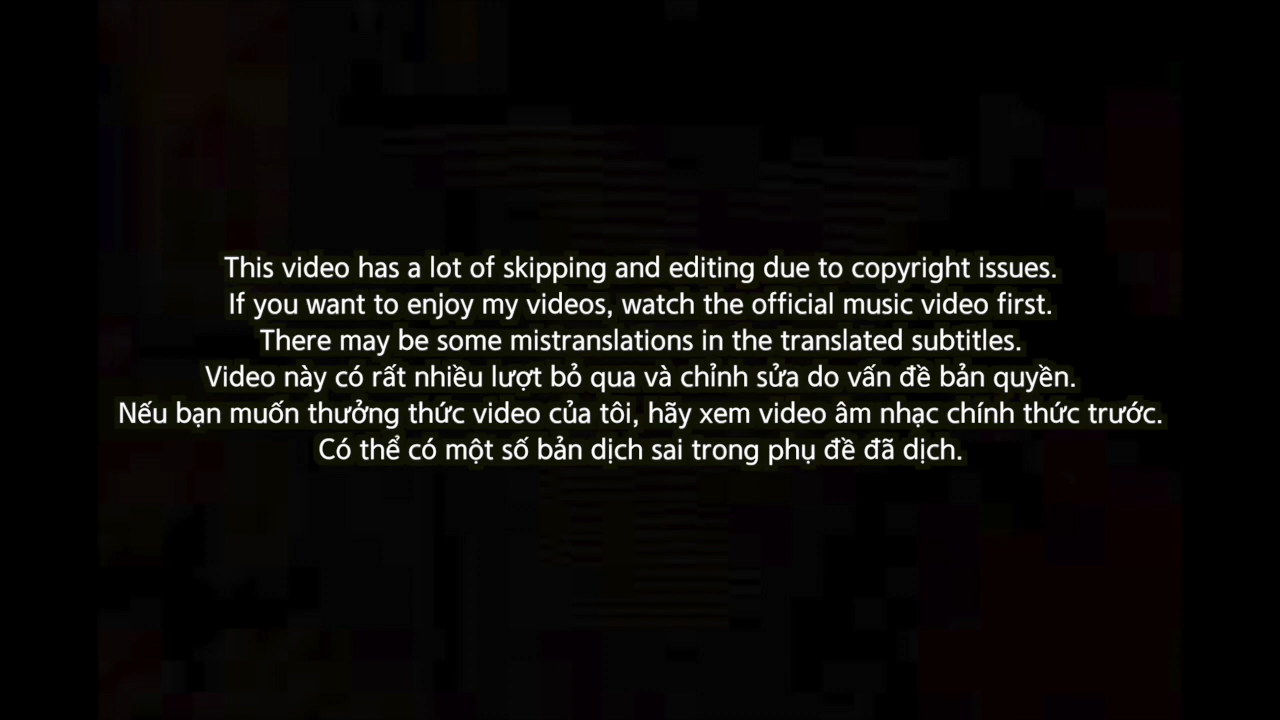 This video has a lot of skipping and editing due to copyright issues.
If you want to enjoy my videos, watch the official music video first.
There may be some mistranslations in the translated subtitles.
Video này có rất nhiều lượt bỏ qua và chỉnh sửa do vấn đề bản quyền.
Nếu bạn muốn thưởng thức video của tôi, hãy xem video âm nhạc chính thức trước.
Có thể có một số bản dịch sai trong phụ đề đã dịch.